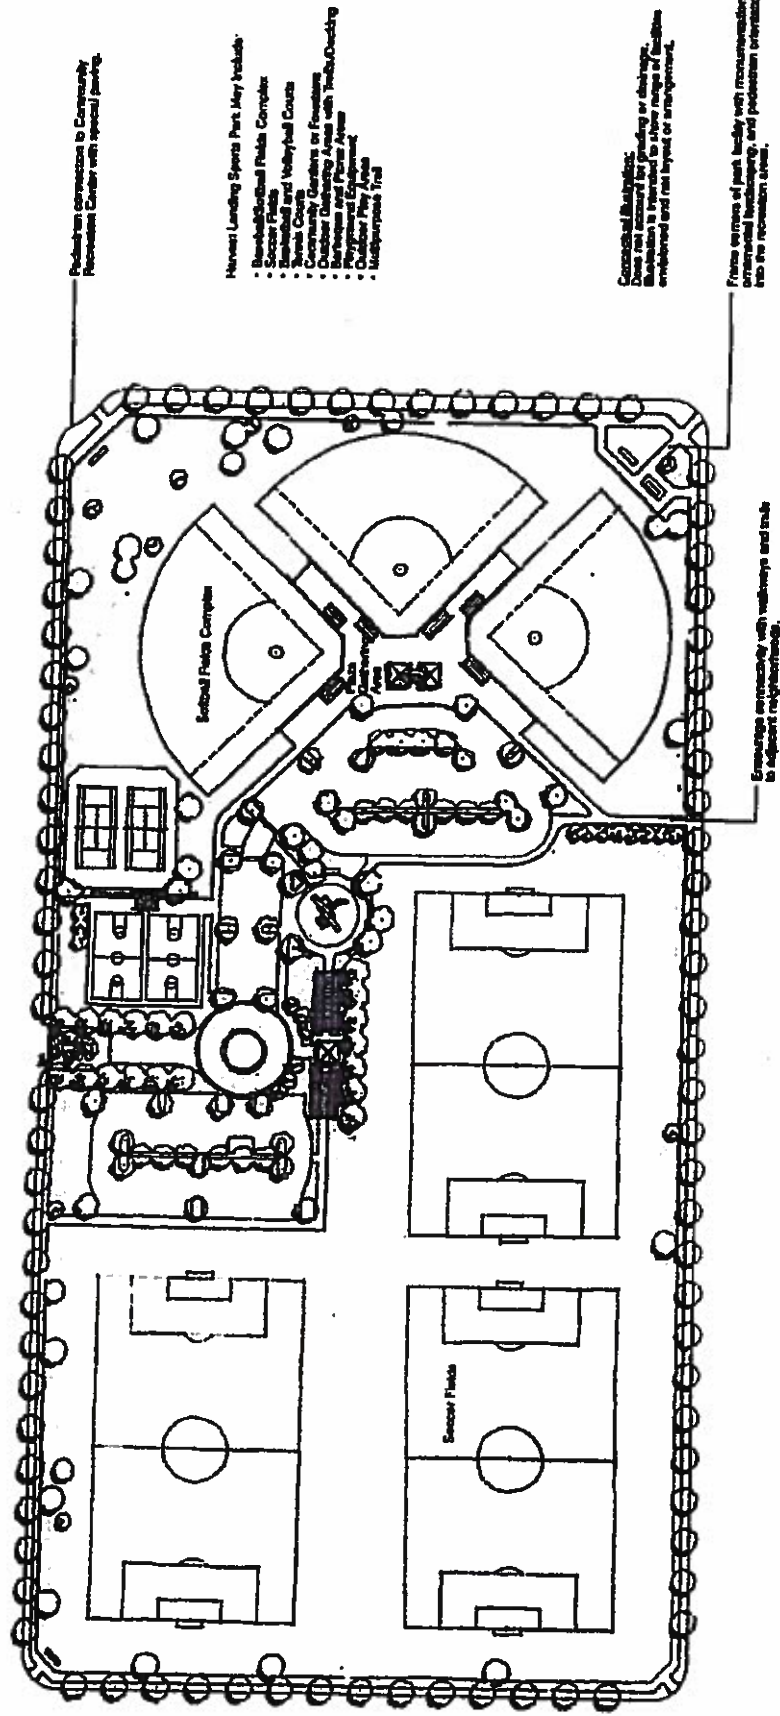 Pedestrian connection to Community
Recreation Center with special paving.
Harvest Landing Sports Park May Include:
• Baseball/Softball Fields Complex
• Soccer Fields
• Basketball and Volleyball Courts
• Tennis Courts
• Community Gardens or Fountains
• Outdoor Gathering Areas with Trellis/Decking
• Barbeque and Picnic Areas
• Playground Equipment
• Outdoor Play Areas
• Multipurpose Trail
Conceptual Illustration:
Does not account for grading or drainage.
Illustration is intended to show range of facilities
envisioned and not layout or arrangement.
Frame corners of park facility with monumentation,
ornamental landscaping, and pedestrian orientation
into the recreation area.
Encourage connectivity with walkways and trails
to adjacent neighborhoods.
Softball Fields Complex
Plaza
Gathering
Area
Soccer Fields